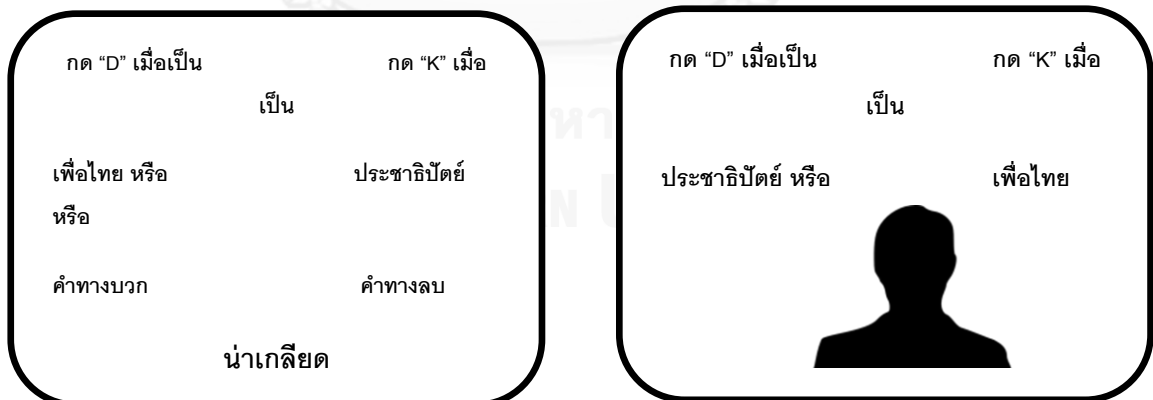 กด “D” เมื่อเป็น กด “K” เมื่อ
เป็น
เพื่อไทย หรือ ประชาธิปัตย์
หรือ
คำทางบวก คำทางลบ
น่าเกลียด
กด “D” เมื่อเป็น กด “K” เมื่อ
เป็น
ประชาธิปัตย์ หรือ เพื่อไทย